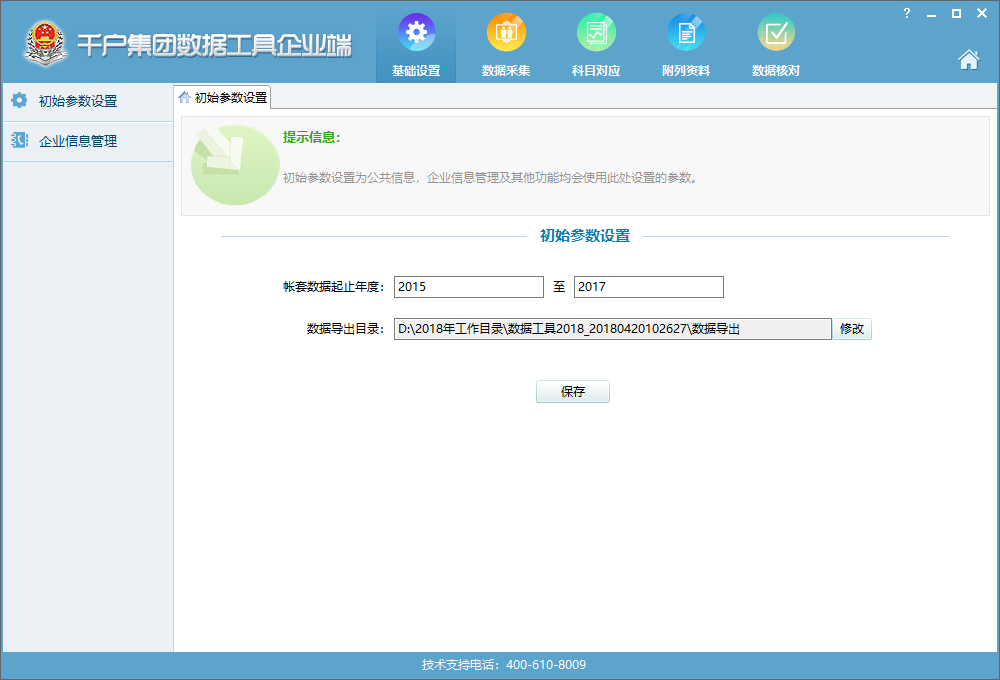 千户集团数据工具企业端
基础设置 数据采集 科目对应 附列资料 数据核对
?
初始参数设置
企业信息管理
初始参数设置
提示信息：
初始参数设置为公共信息，企业信息管理及其他功能均会使用此处设置的参数。
初始参数设置
帐套数据起止年度： 2015 至 2017
数据导出目录： D:\2018年工作目录\数据工具2018_20180420102627\数据导出 修改
保存
技术支持电话：400-610-8009